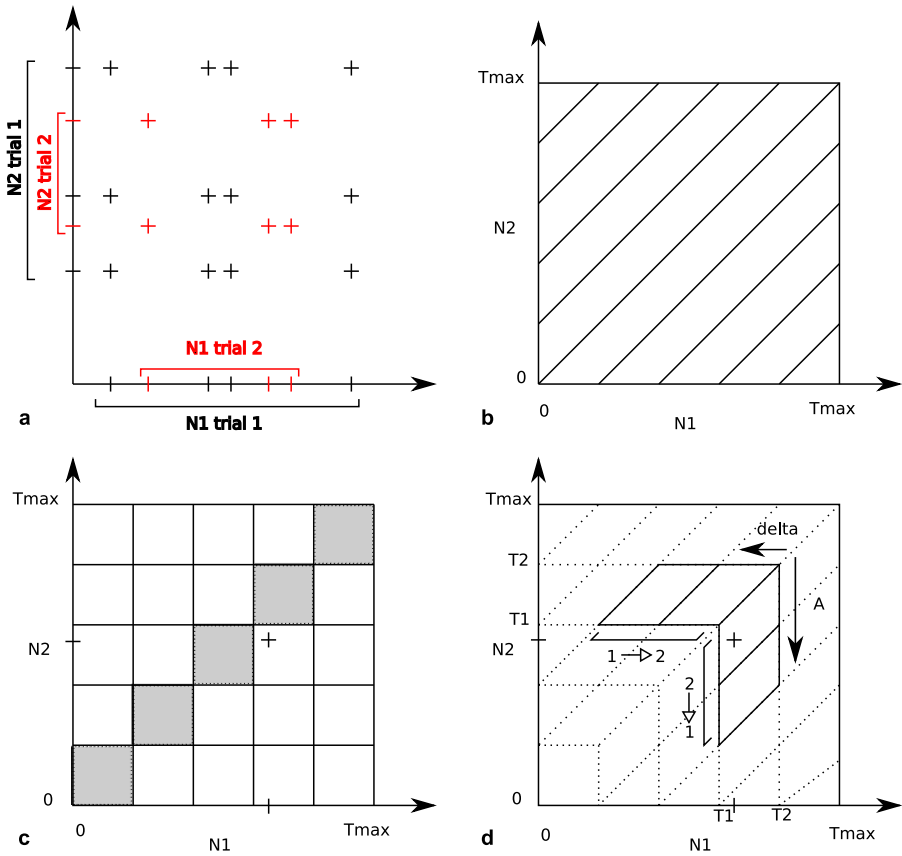 N2 trial 1
N2 trial 2
N1 trial 2
N1 trial 1
a
Tmax
N2
0
0
N1
Tmax
b
Tmax
N2
0
0
N1
Tmax
c
Tmax
T2
T1
N2
0
0
N1
T1
T2
Tmax
delta
A
1 2
2
1
d